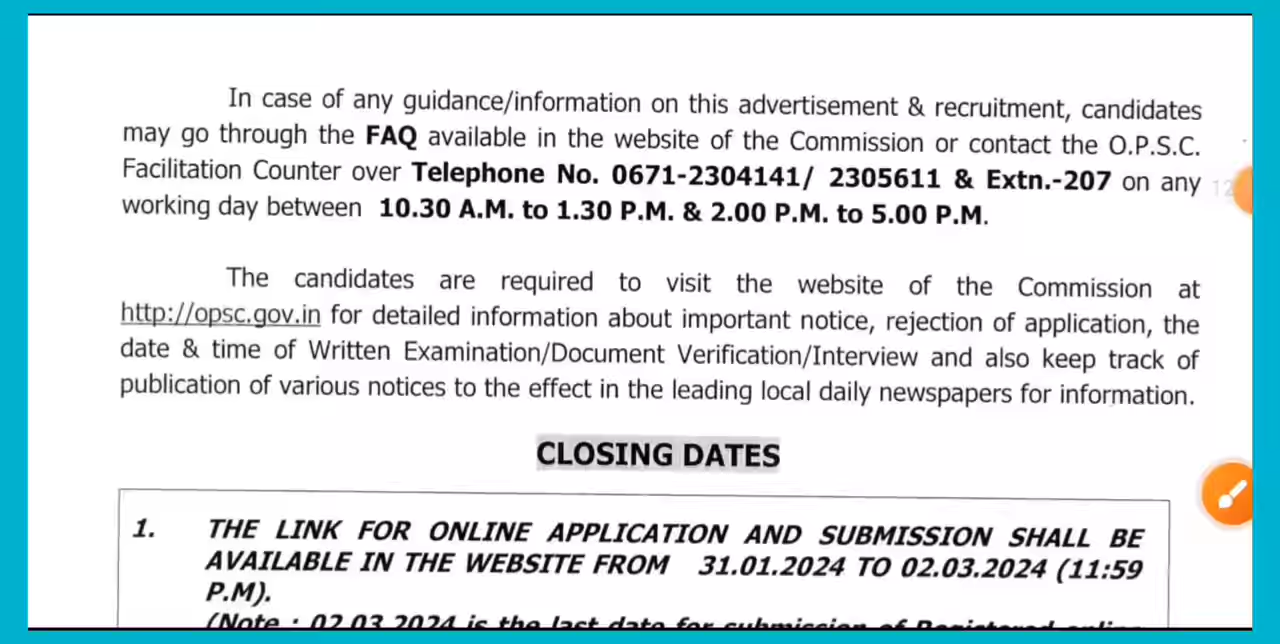 In case of any guidance/information on this advertisement & recruitment, candidates
may go through the FAQ available in the website of the Commission or contact the O.P.S.C.
Facilitation Counter over Telephone No. 0671-2304141/ 2305611 & Extn.-207 on any
working day between 10.30 A.M. to 1.30 P.M. & 2.00 P.M. to 5.00 P.M.
The candidates are required to visit the website of the Commission at
http://opsc.gov.in for detailed information about important notice, rejection of application, the
date & time of Written Examination/Document Verification/Interview and also keep track of
publication of various notices to the effect in the leading local daily newspapers for information.
CLOSING DATES
1. THE LINK FOR ONLINE APPLICATION AND SUBMISSION SHALL BE
AVAILABLE IN THE WEBSITE FROM 31.01.2024 TO 02.03.2024 (11:59
P.M).
(Note : 02.03.2024 is the last date for submission of Registered online